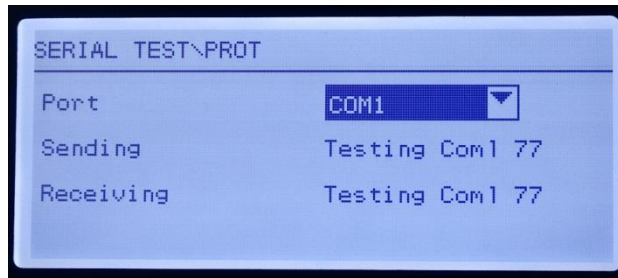 SERIAL TEST\PROT
Port COM1
Sending Testing Com1 77
Receiving Testing Com1 77